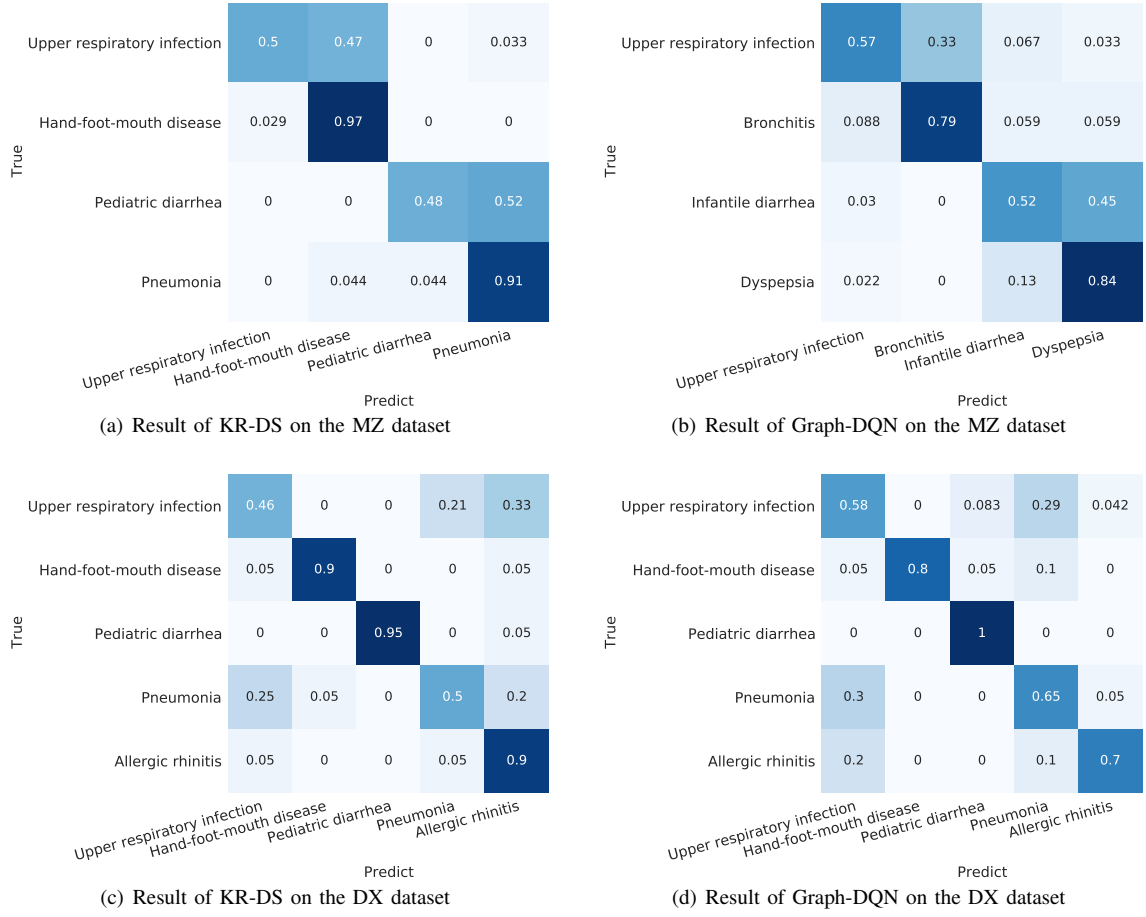 True
Upper respiratory infection 0.5 0.47 0 0.033
Hand-foot-mouth disease 0.029 0.97 0 0
Pediatric diarrhea 0 0 0.48 0.52
Pneumonia 0 0.044 0.044 0.91
Upper respiratory infection
Hand-foot-mouth disease
Pediatric diarrhea
Pneumonia
Predict
(a) Result of KR-DS on the MZ dataset
True
Upper respiratory infection 0.57 0.33 0.067 0.033
Bronchitis 0.088 0.79 0.059 0.059
Infantile diarrhea 0.03 0 0.52 0.45
Dyspepsia 0.022 0 0.13 0.84
Upper respiratory infection
Bronchitis
Infantile diarrhea
Dyspepsia
Predict
(b) Result of Graph-DQN on the MZ dataset
True
Upper respiratory infection 0.46 0 0 0.21 0.33
Hand-foot-mouth disease 0.05 0.9 0 0 0.05
Pediatric diarrhea 0 0 0.95 0 0.05
Pneumonia 0.25 0.05 0 0.5 0.2
Allergic rhinitis 0.05 0 0 0.05 0.9
Upper respiratory infection
Hand-foot-mouth disease
Pediatric diarrhea
Pneumonia
Allergic rhinitis
Predict
(c) Result of KR-DS on the DX dataset
True
Upper respiratory infection 0.58 0 0.083 0.29 0.042
Hand-foot-mouth disease 0.05 0.8 0.05 0.1 0
Pediatric diarrhea 0 0 1 0 0
Pneumonia 0.3 0 0 0.65 0.05
Allergic rhinitis 0.2 0 0 0.1 0.7
Upper respiratory infection
Hand-foot-mouth disease
Pediatric diarrhea
Pneumonia
Allergic rhinitis
Predict
(d) Result of Graph-DQN on the DX dataset